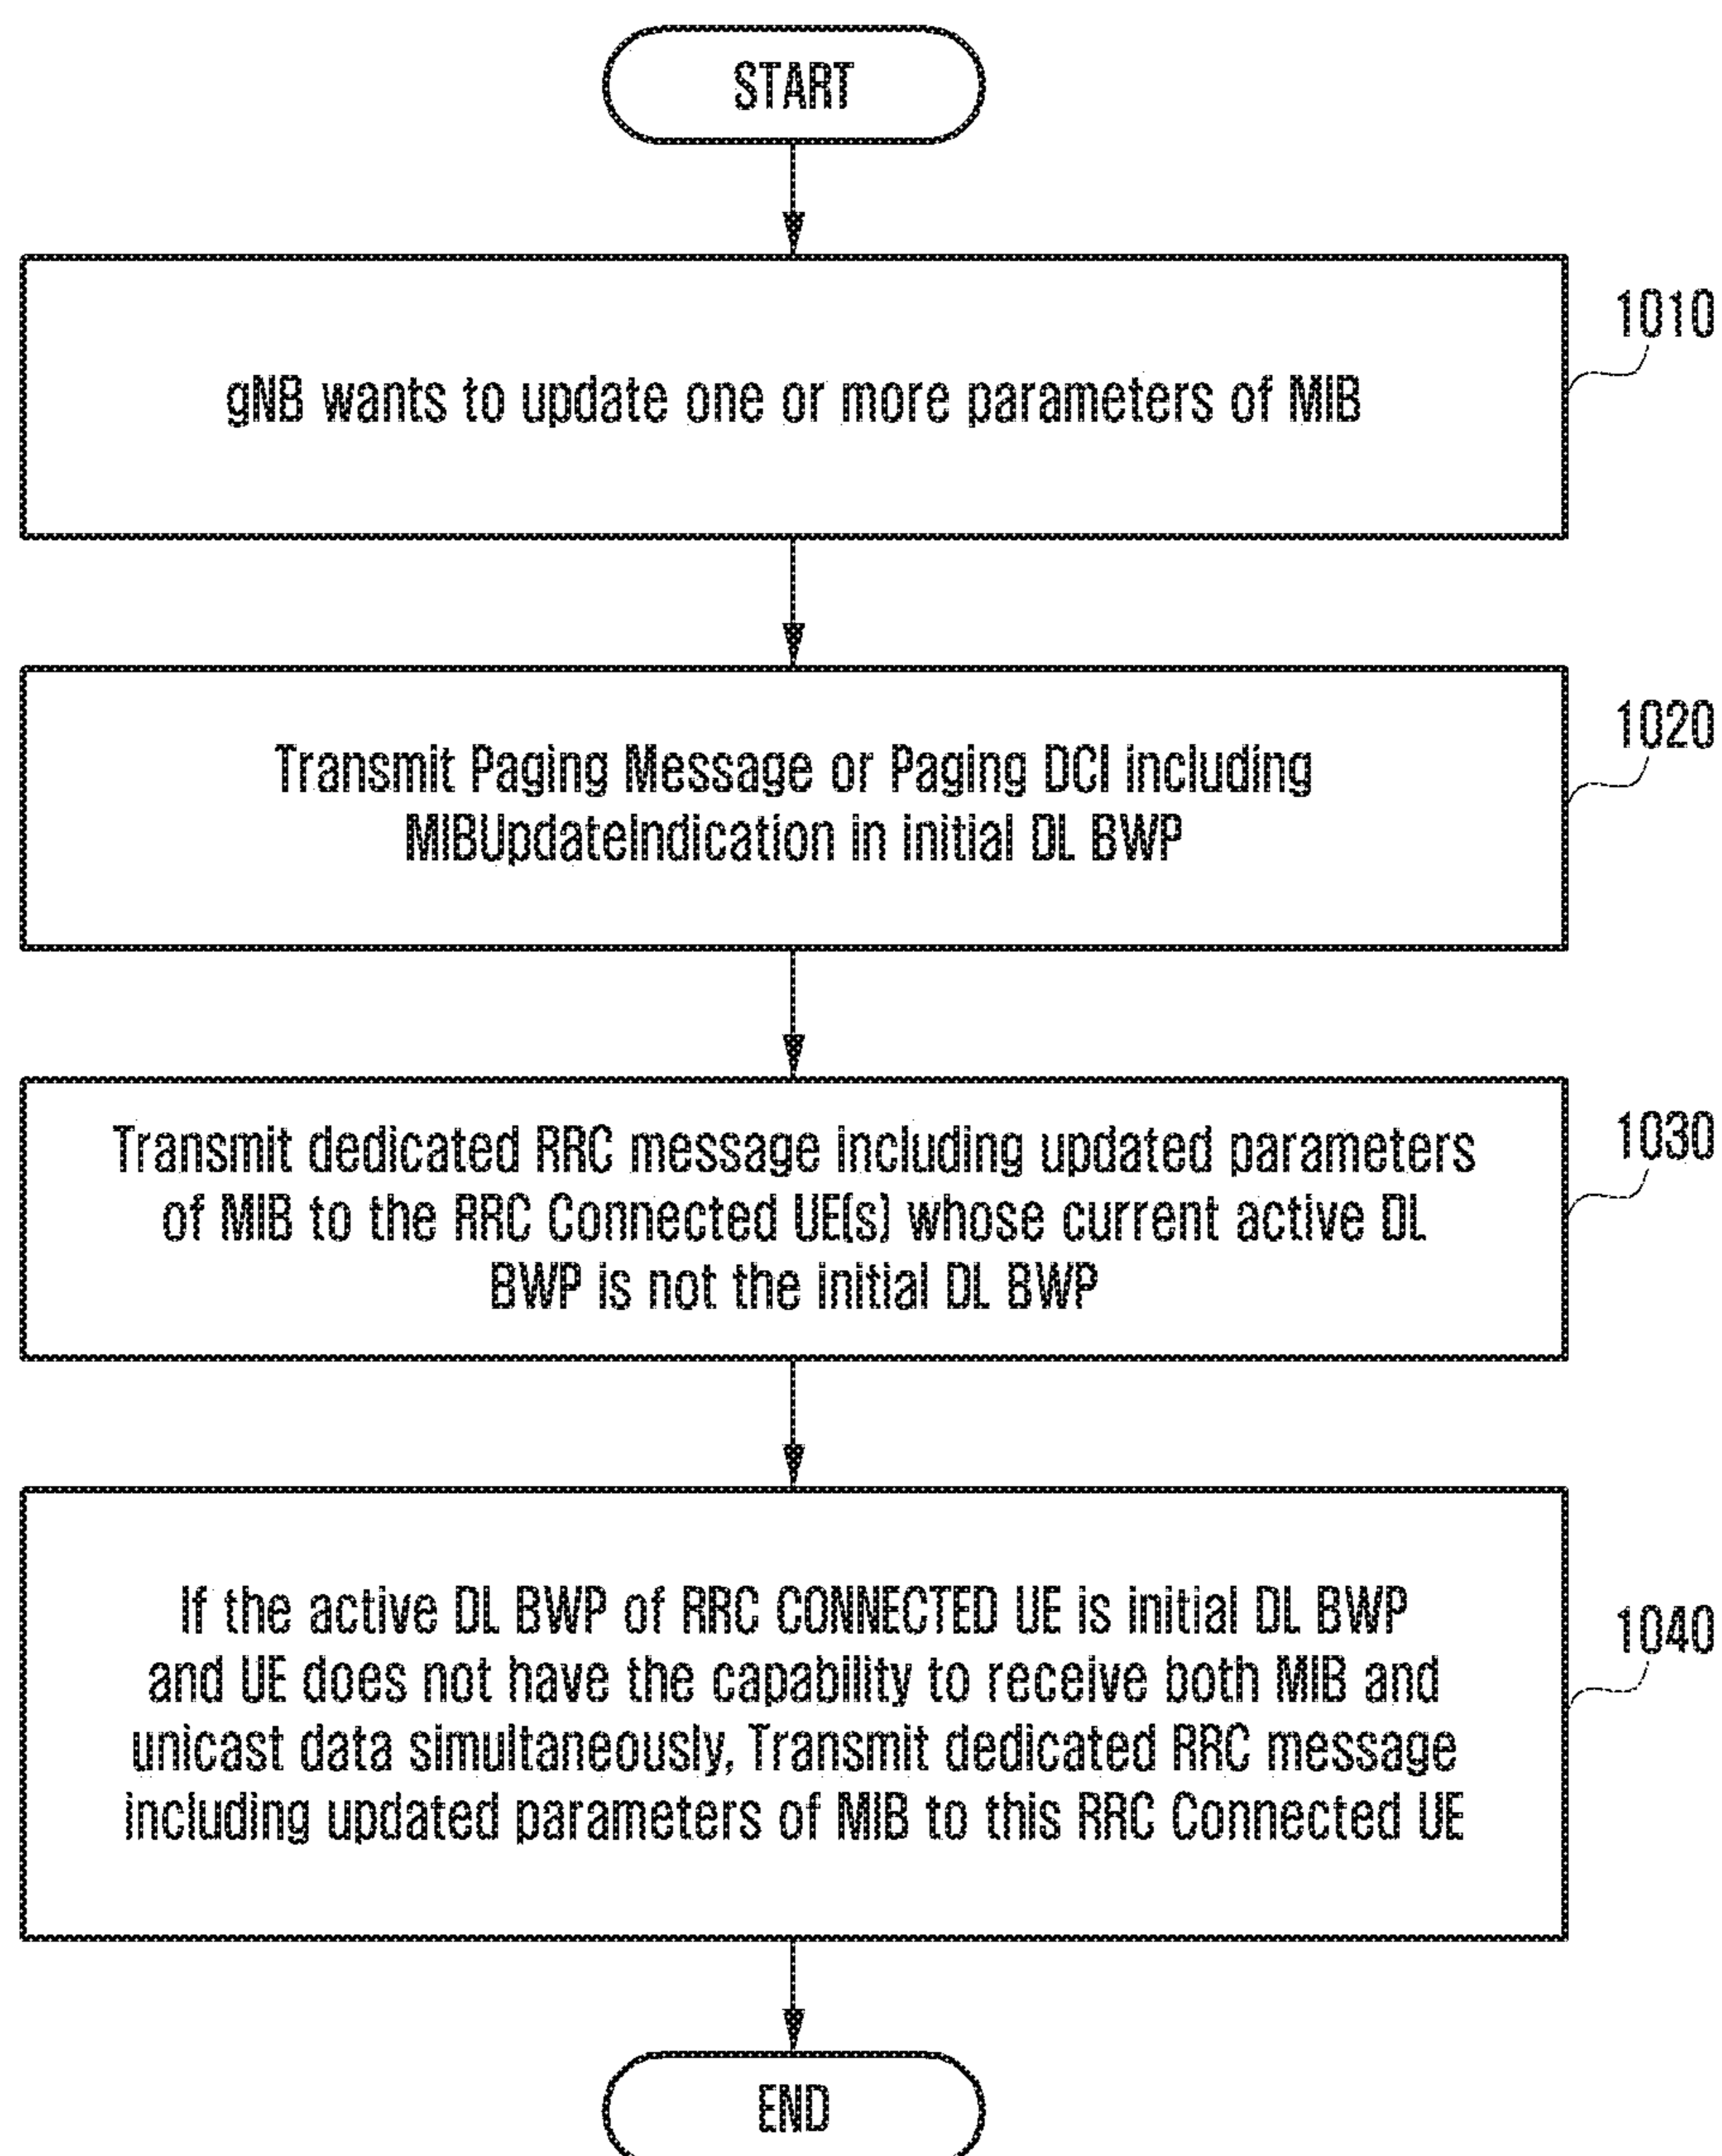 START
gNB wants to update one or more parameters of MIB
1010
Transmit Paging Message or Paging DCI including
MIBUpdateIndication in initial DL BWP
1020
Transmit dedicated RRC message including updated parameters
of MIB to the RRC Connected UE(s) whose current active DL
BWP is not the initial DL BWP
1030
If the active DL BWP of RRC CONNECTED UE is initial DL BWP
and UE does not have the capability to receive both MIB and
unicast data simultaneously, Transmit dedicated RRC message
including updated parameters of MIB to this RRC Connected UE
1040
END